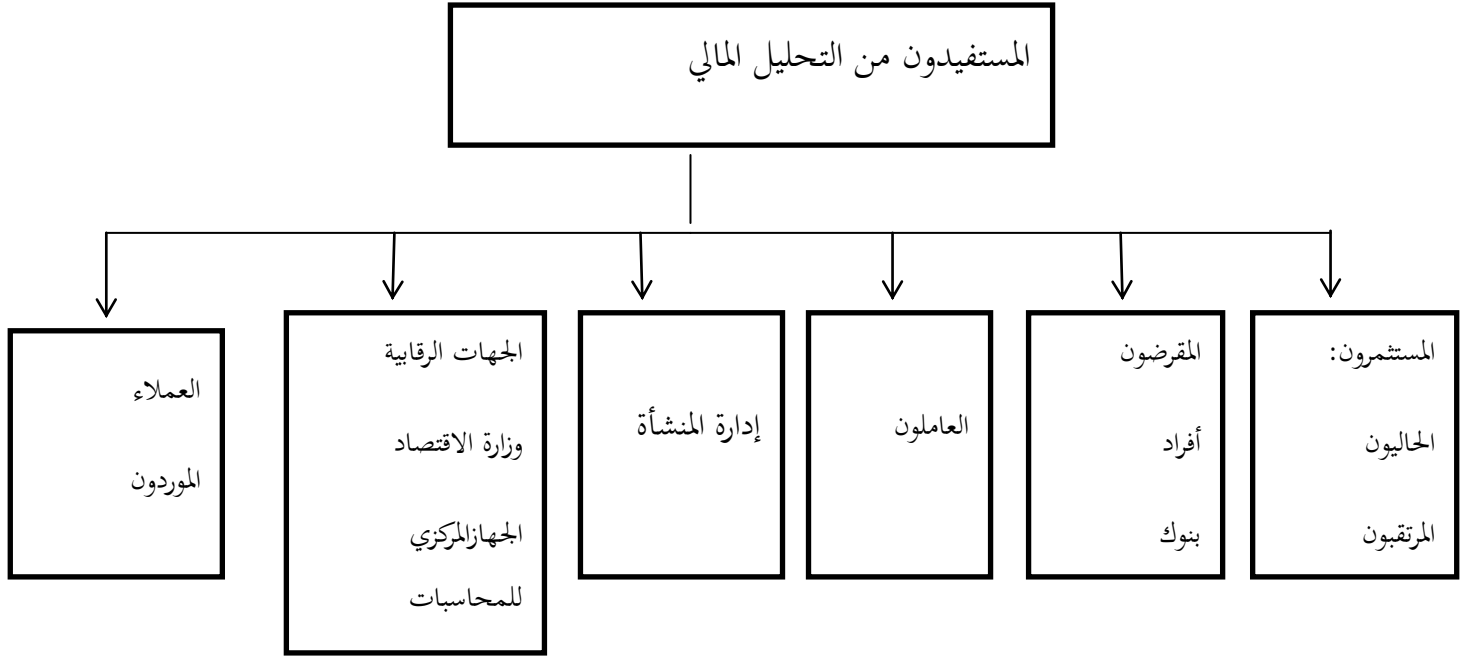 المستفيدون من التحليل المالي
المستثمرون:
الحاليون
المرتقبون
المقرضون
أفراد
بنوك
العاملون
إدارة المنشأة
الجهات الرقابية
وزارة الاقتصاد
الجهازالمركزي
للمحاسبات
العملاء
الموردون